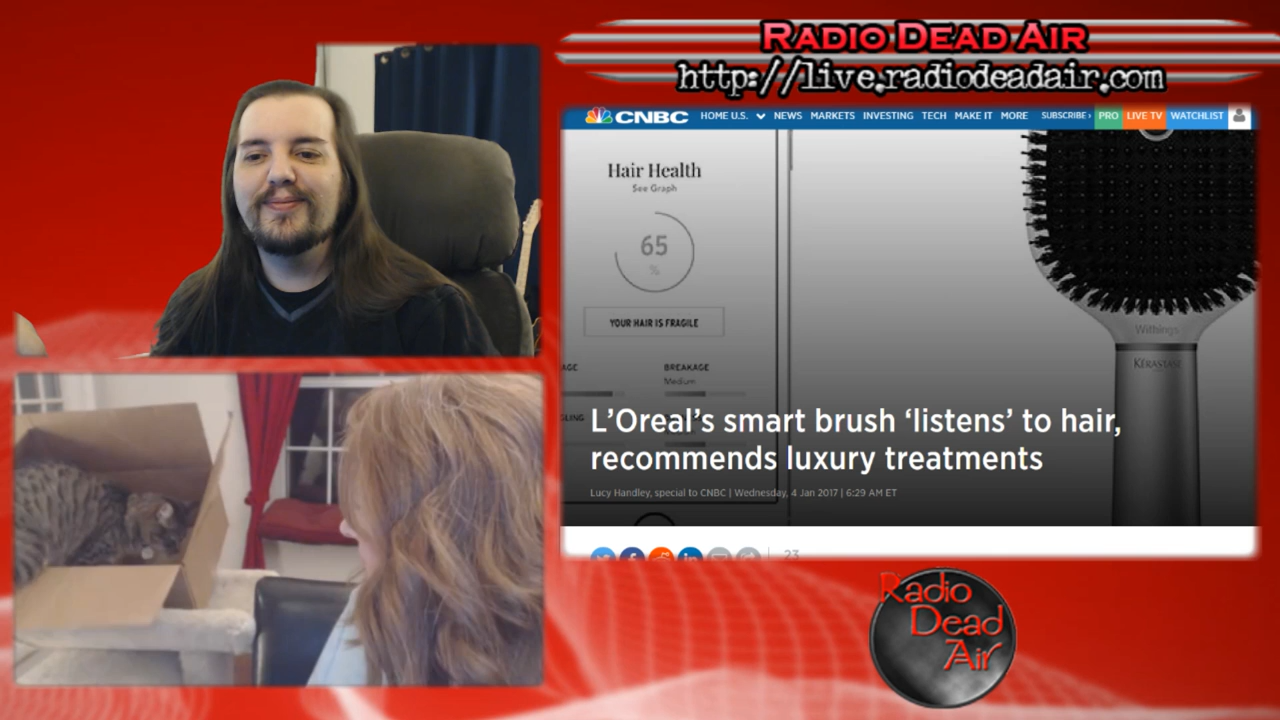 RADIO DEAD AIR
http://live.radiodeadair.com
CNBC HOME U.S. NEWS MARKETS INVESTING TECH MAKE IT MORE SUBSCRIBE PRO LIVE TV WATCHLIST
Hair Health
See Graph
65
%
YOUR HAIR IS FRAGILE
AGE
BREAKAGE
Medium
GLING
Withings
KÉRASTASE
L'Oreal's smart brush 'listens' to hair,
recommends luxury treatments
Lucy Handley, special to CNBC | Wednesday, 4 Jan 2017 | 6:29 AM ET
23
Radio
Dead
Air